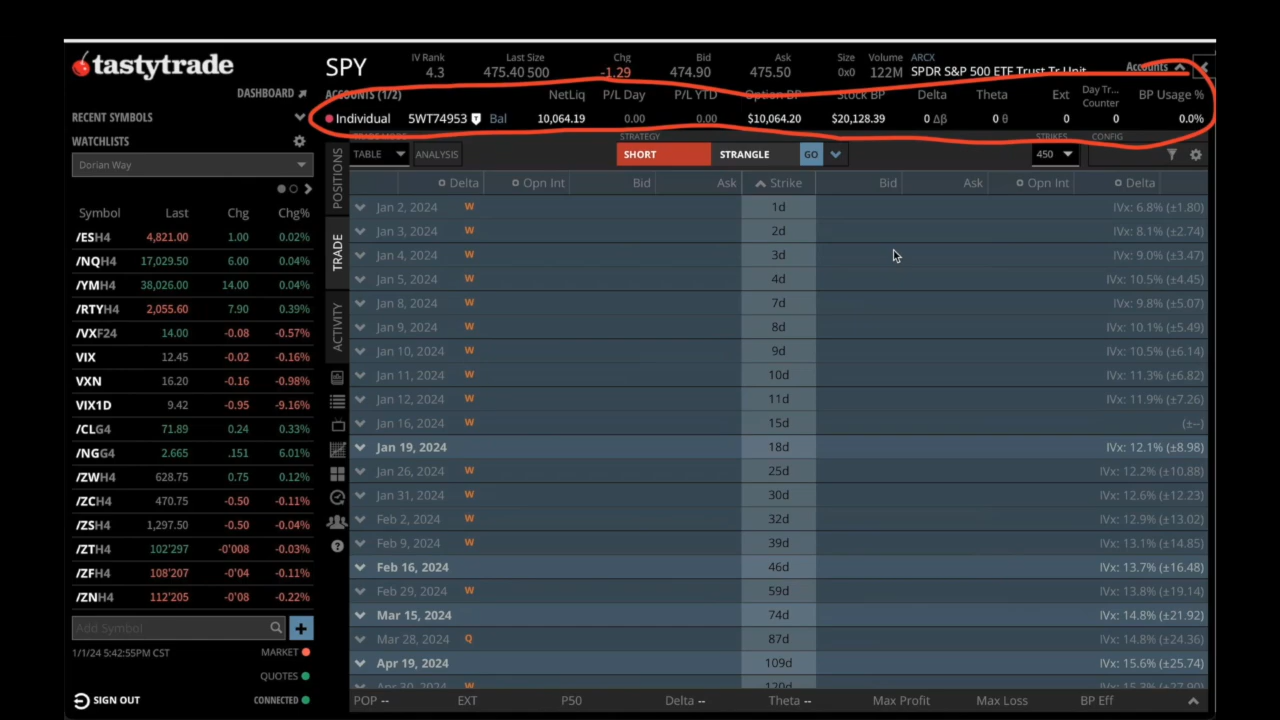 tastytrade
DASHBOARD
RECENT SYMBOLS
WATCHLISTS
Dorian Way
Symbol Last Chg Chg%
/ESH4 4,821.00 1.00 0.02%
/NQH4 17,029.50 6.00 0.04%
/YMH4 38,026.00 14.00 0.04%
/RTYH4 2,055.60 7.90 0.39%
/VXF24 14.00 -0.08 -0.57%
VIX 12.45 -0.02 -0.16%
VXN 16.20 -0.16 -0.98%
VIX1D 9.42 -0.95 -9.16%
/CLG4 71.89 0.24 0.33%
/NGG4 2.665 .151 6.01%
/ZWH4 628.75 0.75 0.12%
/ZCH4 470.75 -0.50 -0.11%
/ZSH4 1,297.50 -0.50 -0.04%
/ZTH4 102'297 -0'008 -0.03%
/ZFH4 108'207 -0'04 -0.11%
/ZNH4 112'205 -0'08 -0.22%
Add Symbol
1/1/24 5:42:55PM CST MARKET
QUOTES
SIGN OUT CONNECTED
SPY
IV Rank Last Size Chg Bid Ask Size Volume ARCX
4.3 475.40 500 -1.29 474.90 475.50 0x0 122M SPDR S&P 500 ETF Trust Tr Unit
Accounts
ACCOUNTS (1/2) NetLiq P/L Day P/L YTD Option BP Stock BP Delta Theta Ext Day Tr... Counter BP Usage %
Individual 5WT74953 Bal 10,064.19 0.00 0.00 $10,064.20 $20,128.39 0 Δβ 0 θ 0 0 0.0%
TRADE MODE STRATEGY STRIKES CONFIG
TABLE ANALYSIS SHORT STRANGLE GO 450
POSITIONS
TRADE
ACTIVITY
Delta Opn Int Bid Ask Strike Bid Ask Opn Int Delta
Jan 2, 2024 W 1d IVx: 6.8% (±1.80)
Jan 3, 2024 W 2d IVx: 8.1% (±2.74)
Jan 4, 2024 W 3d IVx: 9.0% (±3.47)
Jan 5, 2024 W 4d IVx: 10.5% (±4.45)
Jan 8, 2024 W 7d IVx: 9.8% (±5.07)
Jan 9, 2024 W 8d IVx: 10.1% (±5.49)
Jan 10, 2024 W 9d IVx: 10.5% (±6.14)
Jan 11, 2024 W 10d IVx: 11.3% (±6.82)
Jan 12, 2024 W 11d IVx: 11.9% (±7.26)
Jan 16, 2024 W 15d (±--)
Jan 19, 2024 18d IVx: 12.1% (±8.98)
Jan 26, 2024 W 25d IVx: 12.2% (±10.88)
Jan 31, 2024 W 30d IVx: 12.6% (±12.23)
Feb 2, 2024 W 32d IVx: 12.9% (±13.02)
Feb 9, 2024 W 39d IVx: 13.1% (±14.85)
Feb 16, 2024 46d IVx: 13.7% (±16.48)
Feb 29, 2024 W 59d IVx: 13.8% (±19.14)
Mar 15, 2024 74d IVx: 14.8% (±21.92)
Mar 28, 2024 Q 87d IVx: 14.8% (±24.36)
Apr 19, 2024 109d IVx: 15.6% (±25.74)
Apr 30, 2024 W 120d IVx: 15.3% (±27.90)
POP -- EXT P50 Delta -- Theta -- Max Profit Max Loss BP Eff